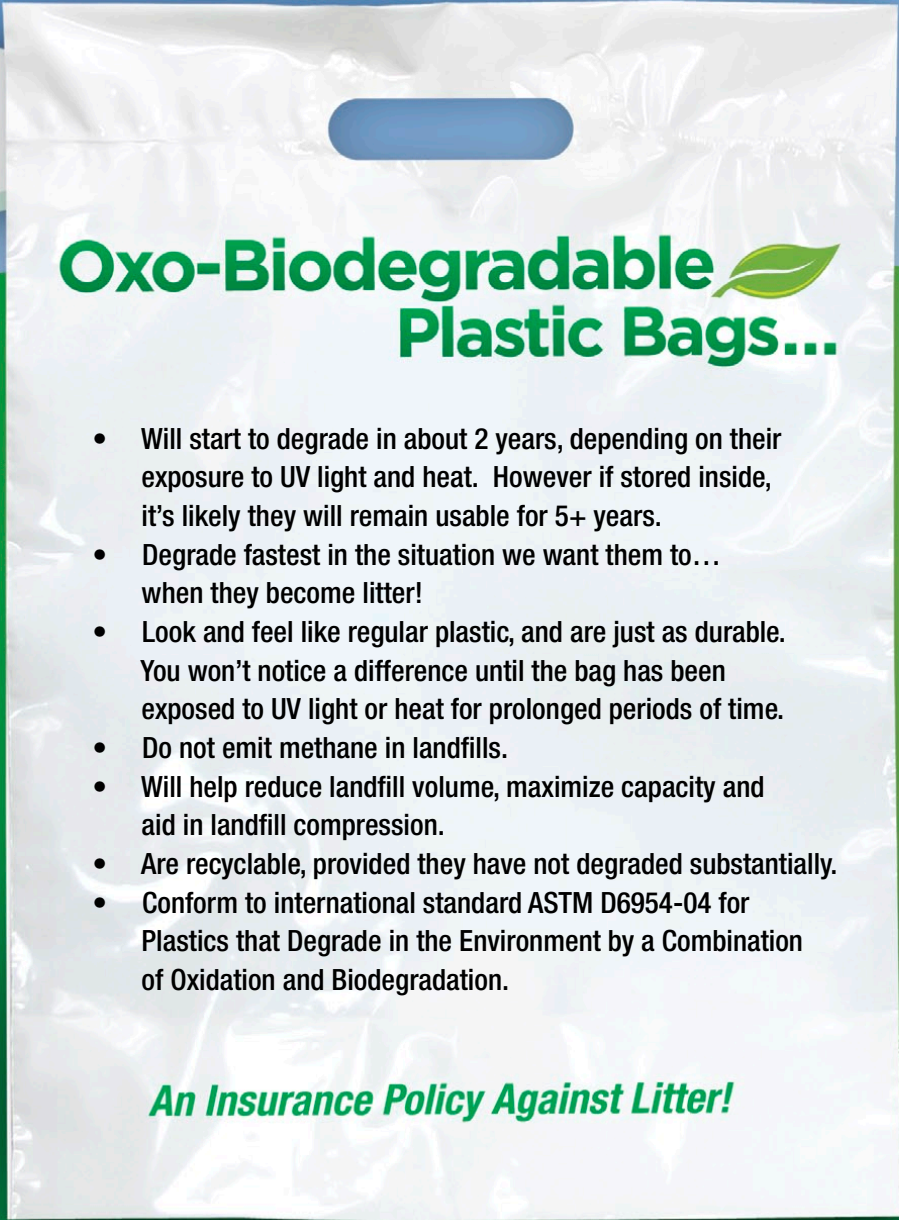 Oxo-Biodegradable
Plastic Bags...
• Will start to degrade in about 2 years, depending on their
exposure to UV light and heat.  However if stored inside,
it’s likely they will remain usable for 5+ years.
• Degrade fastest in the situation we want them to…
when they become litter!
• Look and feel like regular plastic, and are just as durable.
You won’t notice a difference until the bag has been
exposed to UV light or heat for prolonged periods of time.
• Do not emit methane in landfills.
• Will help reduce landfill volume, maximize capacity and
aid in landfill compression.
• Are recyclable, provided they have not degraded substantially.
• Conform to international standard ASTM D6954-04 for
Plastics that Degrade in the Environment by a Combination
of Oxidation and Biodegradation.
An Insurance Policy Against Litter!